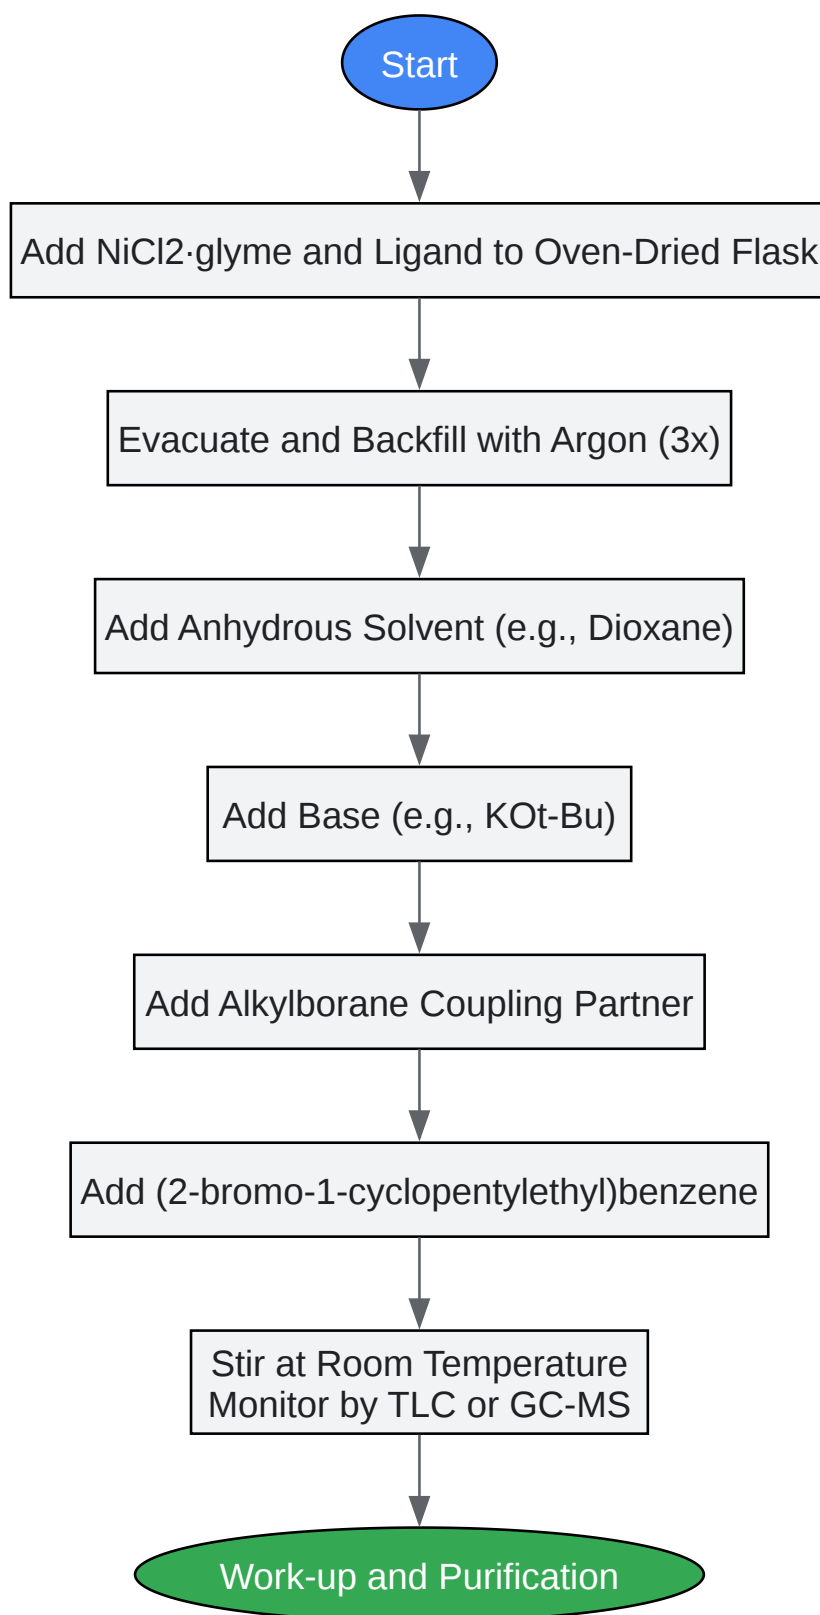 Start
Add NiCl2·glyme and Ligand to Oven-Dried Flask
Evacuate and Backfill with Argon (3x)
Add Anhydrous Solvent (e.g., Dioxane)
Add Base (e.g., KOt-Bu)
Add Alkylborane Coupling Partner
Add (2-bromo-1-cyclopentylethyl)benzene
Stir at Room Temperature
Monitor by TLC or GC-MS
Work-up and Purification